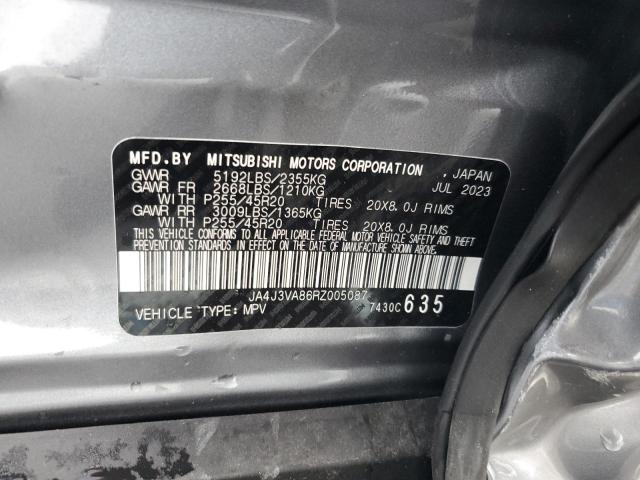 MFD.BY MITSUBISHI MOTORS CORPORATION , JAPAN
GVWR 5192LBS/2355KG JUL 2023
GAWR FR 2668LBS/1210KG
WITH P255/45R20 TIRES 20X8.0J RIMS
GAWR RR 3009LBS/1365KG
WITH P255/45R20 TIRES 20X8.0J RIMS
THIS VEHICLE CONFORMS TO ALL APPLICABLE FEDERAL MOTOR VEHICLE SAFETY AND THEFT
PREVENTION STANDARDS IN EFFECT ON THE DATE OF MANUFACTURE SHOWN ABOVE.
JA4J3VA86RZ005087
VEHICLE TYPE: MPV 7430C 635